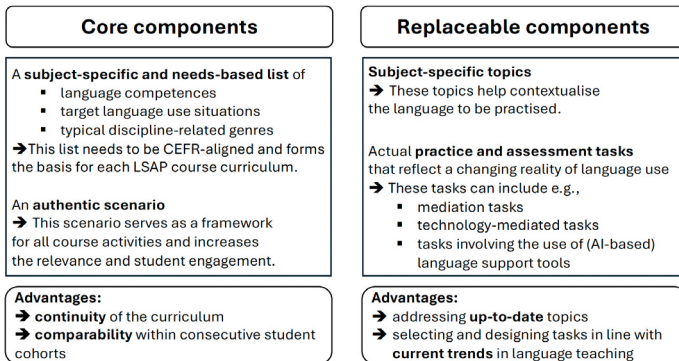 Core components
A subject-specific and needs-based list of
▪ language competences
▪ target language use situations
▪ typical discipline-related genres
➔This list needs to be CEFR-aligned and forms
the basis for each LSAP course curriculum.
An authentic scenario
➔ This scenario serves as a framework
for all course activities and increases
the relevance and student engagement.
Advantages:
➔ continuity of the curriculum
➔ comparability within consecutive student
cohorts
Replaceable components
Subject-specific topics
➔ These topics help contextualise
the language to be practised.
Actual practice and assessment tasks
that reflect a changing reality of language use
➔ These tasks can include e.g.,
▪ mediation tasks
▪ technology-mediated tasks
▪ tasks involving the use of (AI-based)
language support tools
Advantages:
➔ addressing up-to-date topics
➔ selecting and designing tasks in line with
current trends in language teaching